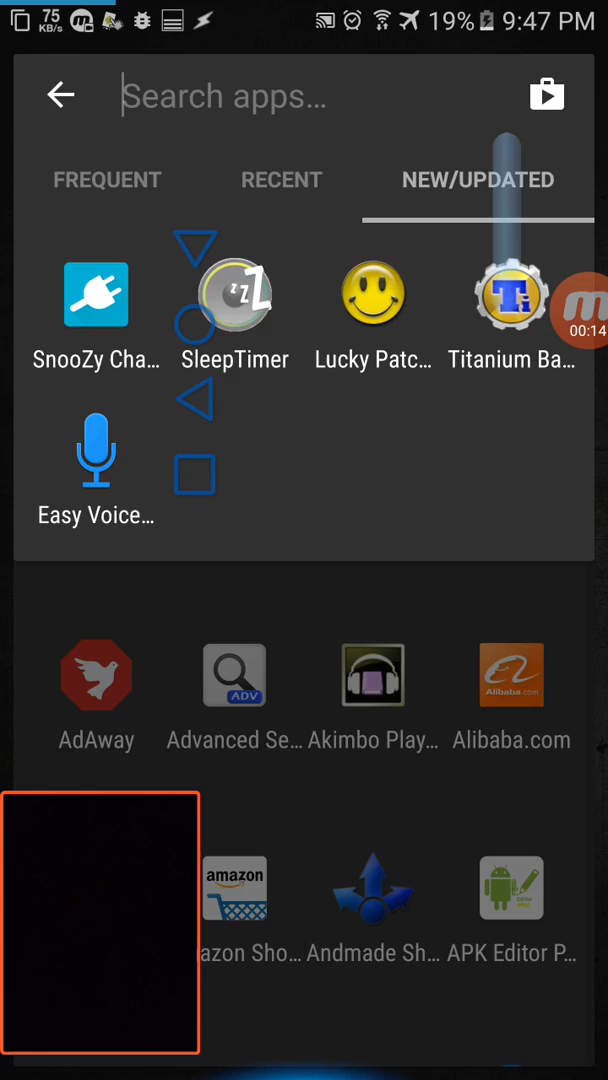 75 KB/s 19% 9:47 PM
Search apps...
FREQUENT RECENT NEW/UPDATED
00:14
SnooZy Cha... SleepTimer Lucky Patc... Titanium Ba...
Easy Voice...
ADV Alibaba.com
AdAway Advanced Se... Akimbo Play... Alibaba.com
amazon
azon Sho... Andmade Sh... APK Editor P...